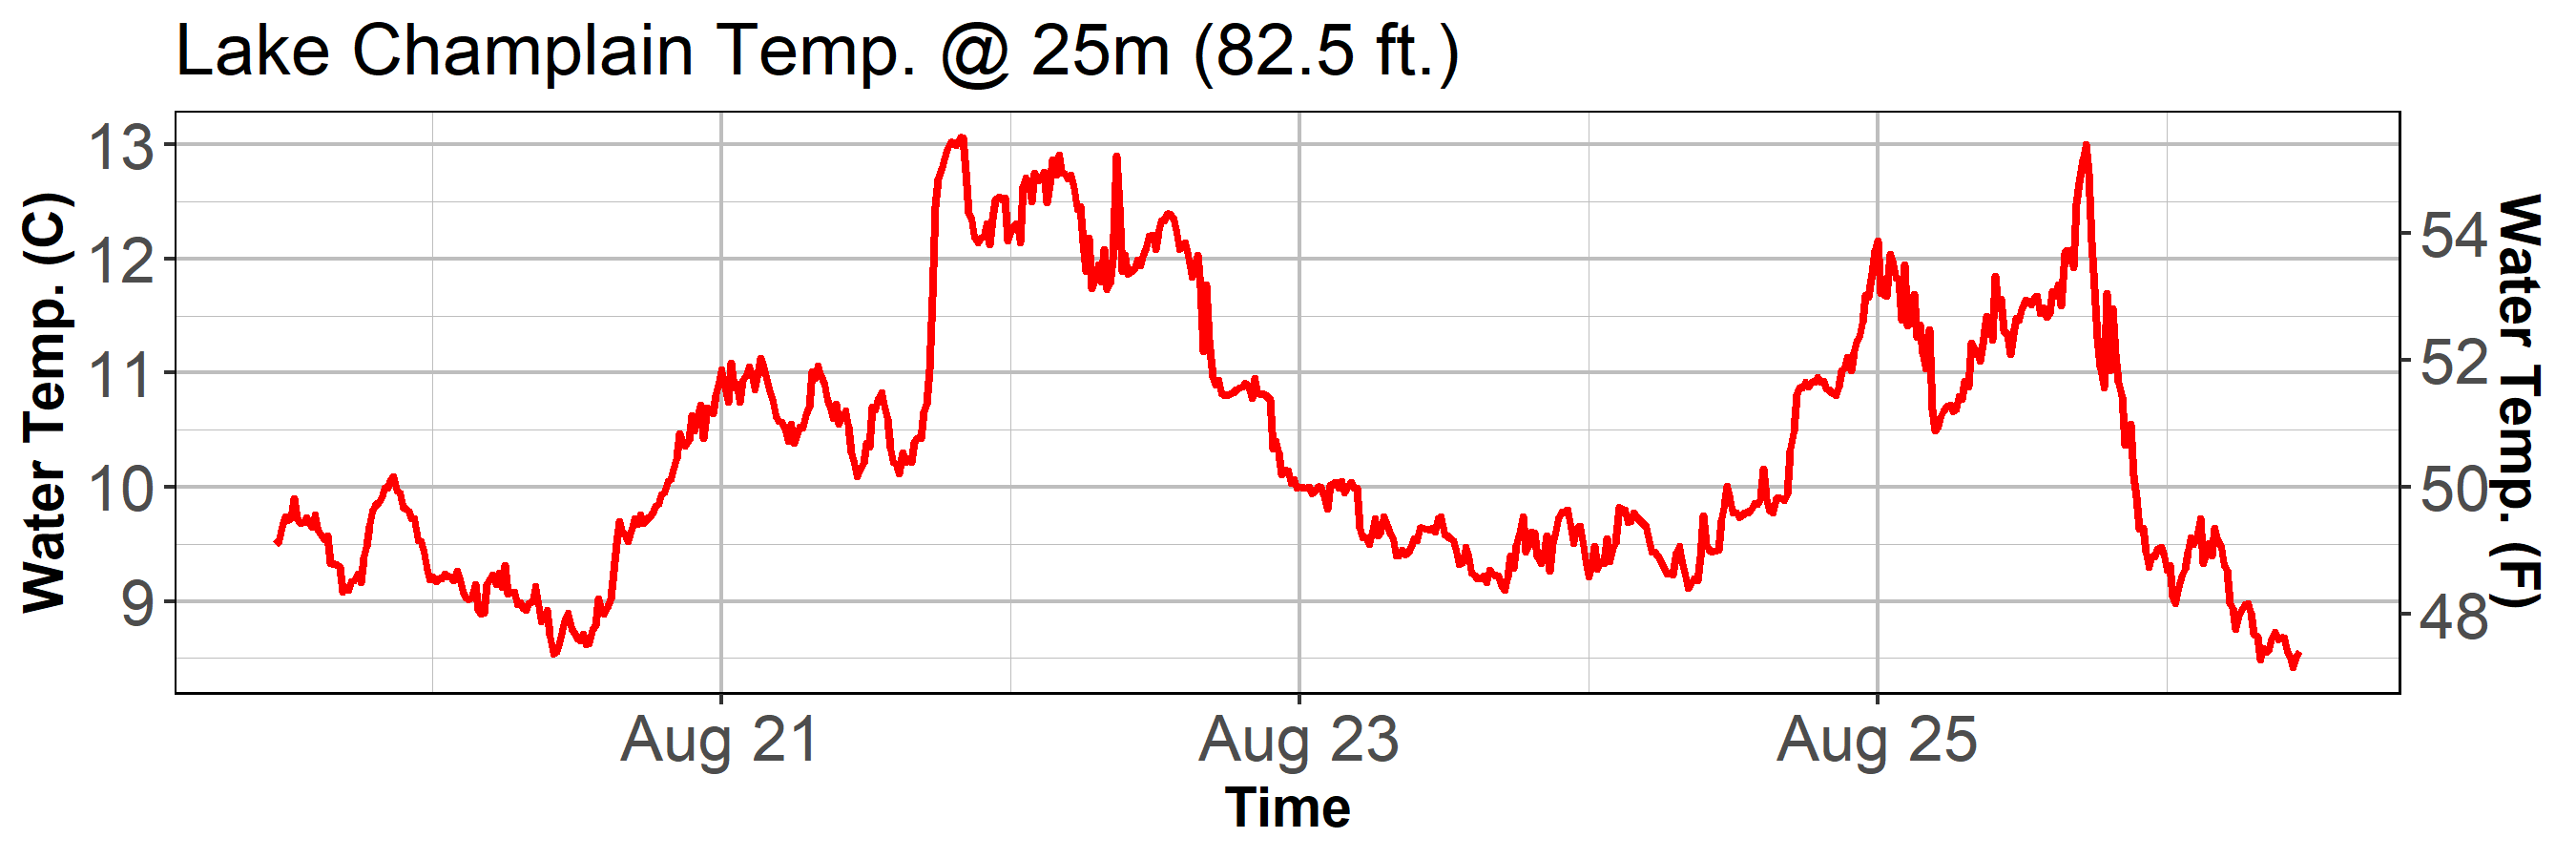 Lake Champlain Temp. @ 25m (82.5 ft.)
Water Temp. (C)
13
12
11
10
9
54
52
50
48
Water Temp. (F)
Aug 21 Aug 23 Aug 25
Time